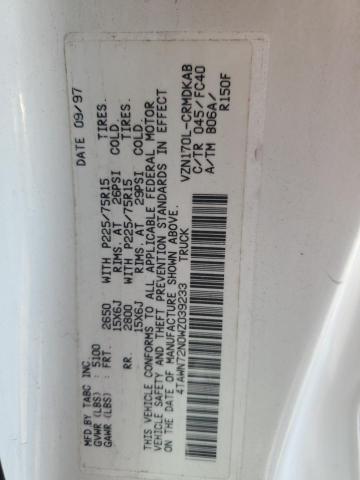 MFD BY TABC INC. DATE 09/97
GVWR (LBS) : 5100
GAWR (LBS) : FRT. 2650 WITH P225/75R15 TIRES.
15X6J RIMS. AT 26PSI COLD.
RR. 2800 WITH P225/75R15 TIRES.
15X6J RIMS. AT 29PSI COLD.
THIS VEHICLE CONFORMS TO ALL APPLICABLE FEDERAL MOTOR
VEHICLE SAFETY AND THEFT PREVENTION STANDARDS IN EFFECT
ON THE DATE OF MANUFACTURE SHOWN ABOVE.
4TAWN72N0WZ039233 TRUCK
VZN170L-CRMDKAB
C/TR 045/FC40
A/TM B06A/
R150F